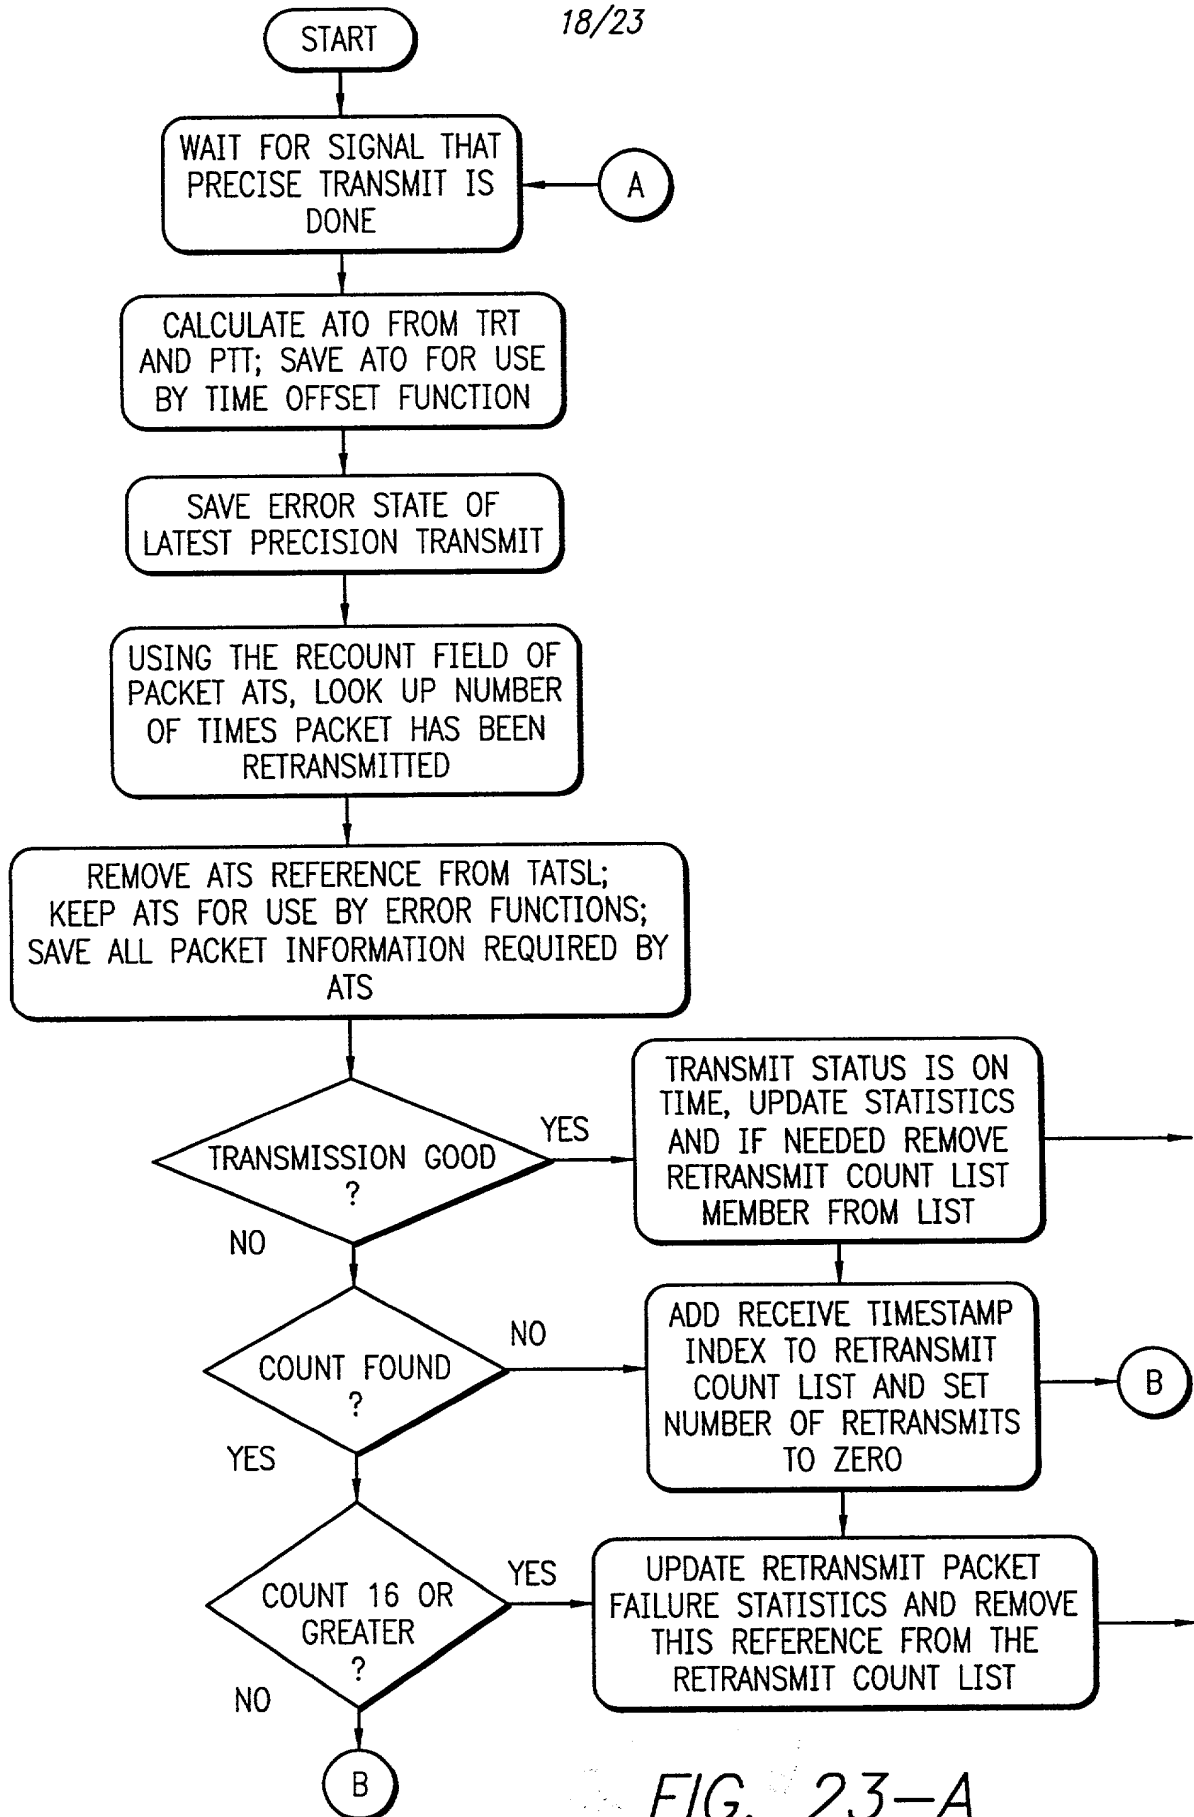 18/23
START
WAIT FOR SIGNAL THAT
PRECISE TRANSMIT IS
DONE
A
CALCULATE ATO FROM TRT
AND PTT; SAVE ATO FOR USE
BY TIME OFFSET FUNCTION
SAVE ERROR STATE OF
LATEST PRECISION TRANSMIT
USING THE RECOUNT FIELD OF
PACKET ATS, LOOK UP NUMBER
OF TIMES PACKET HAS BEEN
RETRANSMITTED
REMOVE ATS REFERENCE FROM TATSL;
KEEP ATS FOR USE BY ERROR FUNCTIONS;
SAVE ALL PACKET INFORMATION REQUIRED BY
ATS
TRANSMISSION GOOD
?
YES
NO
TRANSMIT STATUS IS ON
TIME, UPDATE STATISTICS
AND IF NEEDED REMOVE
RETRANSMIT COUNT LIST
MEMBER FROM LIST
COUNT FOUND
?
NO
YES
ADD RECEIVE TIMESTAMP
INDEX TO RETRANSMIT
COUNT LIST AND SET
NUMBER OF RETRANSMITS
TO ZERO
B
COUNT 16 OR
GREATER
?
YES
NO
UPDATE RETRANSMIT PACKET
FAILURE STATISTICS AND REMOVE
THIS REFERENCE FROM THE
RETRANSMIT COUNT LIST
B
FIG. 23-A